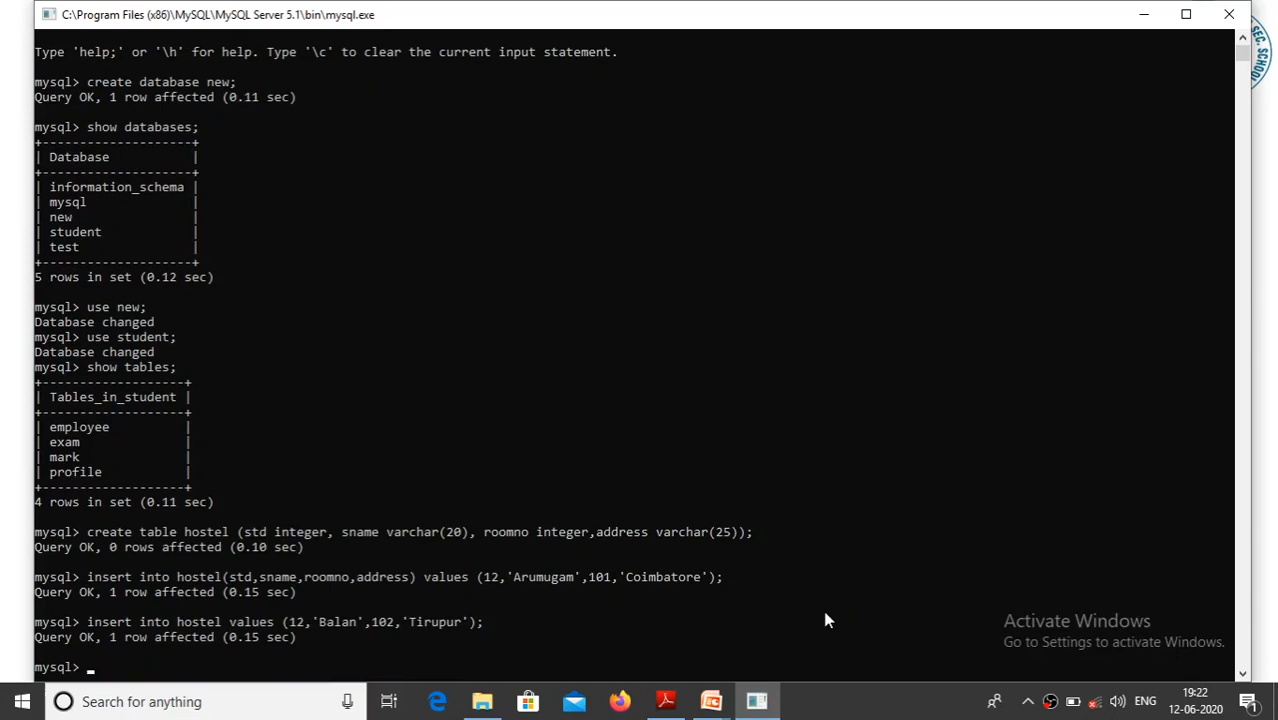 C:\Program Files (x86)\MySQL\MySQL Server 5.1\bin\mysql.exe
Type 'help;' or '\h' for help. Type '\c' to clear the current input statement.
mysql> create database new;
Query OK, 1 row affected (0.11 sec)
mysql> show databases;
+--------------------+
| Database           |
+--------------------+
| information_schema |
| mysql              |
| new                |
| student            |
| test               |
+--------------------+
5 rows in set (0.12 sec)
mysql> use new;
Database changed
mysql> use student;
Database changed
mysql> show tables;
+-------------------+
| Tables_in_student |
+-------------------+
| employee          |
| exam              |
| mark              |
| profile           |
+-------------------+
4 rows in set (0.11 sec)
mysql> create table hostel (std integer, sname varchar(20), roomno integer,address varchar(25));
Query OK, 0 rows affected (0.10 sec)
mysql> insert into hostel(std,sname,roomno,address) values (12,'Arumugam',101,'Coimbatore');
Query OK, 1 row affected (0.15 sec)
mysql> insert into hostel values (12,'Balan',102,'Tirupur');
Query OK, 1 row affected (0.15 sec)
mysql> _
SEC. SCHOOL
Activate Windows
Go to Settings to activate Windows.
Search for anything
ENG
19:22
12-06-2020
1